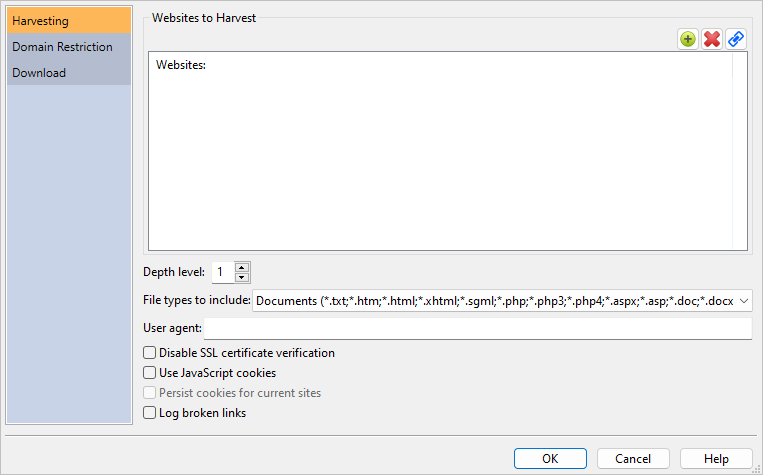 Harvesting
Domain Restriction
Download
Websites to Harvest
Websites:
Depth level: 1
File types to include: Documents (*.txt;*.htm;*.html;*.xhtml;*.sgml;*.php;*.php3;*.php4;*.aspx;*.asp;*.doc;*.docx
User agent:
Disable SSL certificate verification
Use JavaScript cookies
Persist cookies for current sites
Log broken links
OK Cancel Help